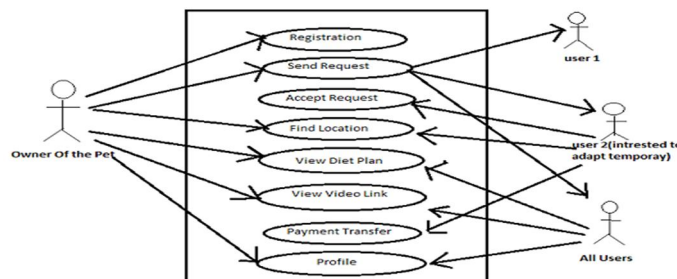 Registration
Send Request
user 1
Accept Request
Find Location
Owner Of the Pet
user 2(intrested to
adapt temporay)
View Diet Plan
View Video Link
Payment Transfer
All Users
Profile